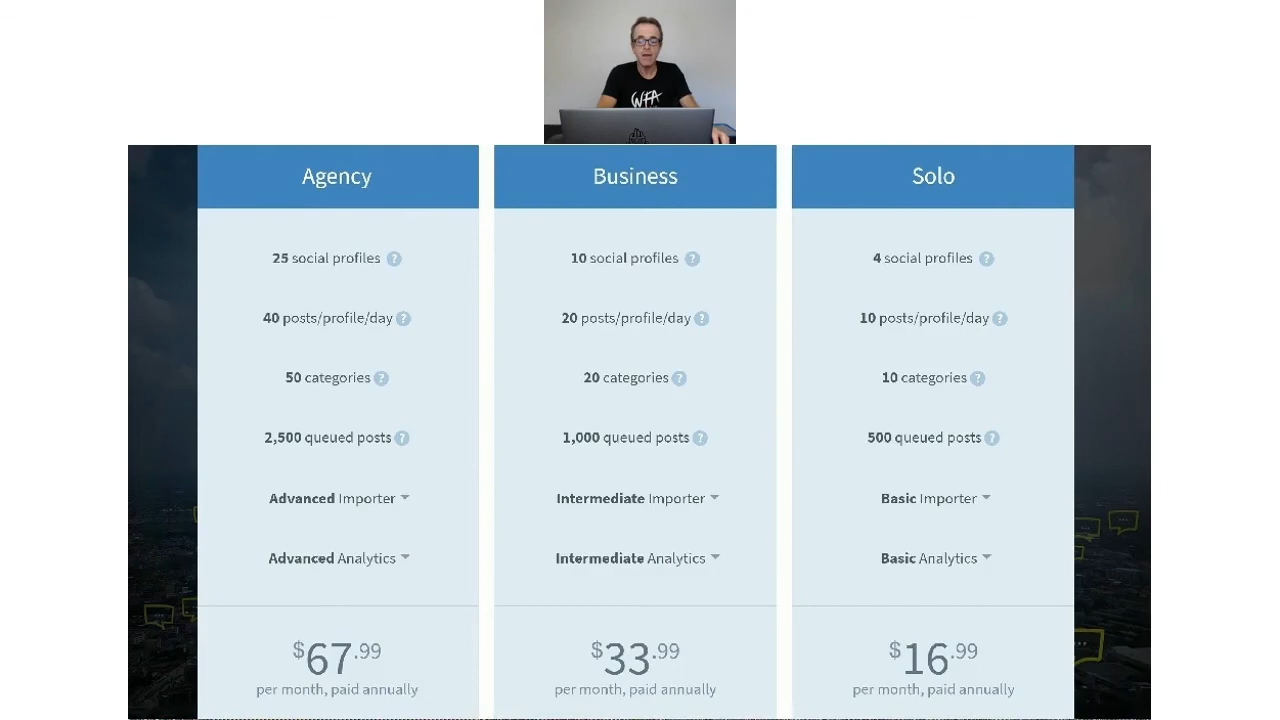 WFA
Agency
25 social profiles ?
40 posts/profile/day ?
50 categories ?
2,500 queued posts ?
Advanced Importer
Advanced Analytics
$67.99
per month, paid annually
Business
10 social profiles ?
20 posts/profile/day ?
20 categories ?
1,000 queued posts ?
Intermediate Importer
Intermediate Analytics
$33.99
per month, paid annually
Solo
4 social profiles ?
10 posts/profile/day ?
10 categories ?
500 queued posts ?
Basic Importer
Basic Analytics
$16.99
per month, paid annually